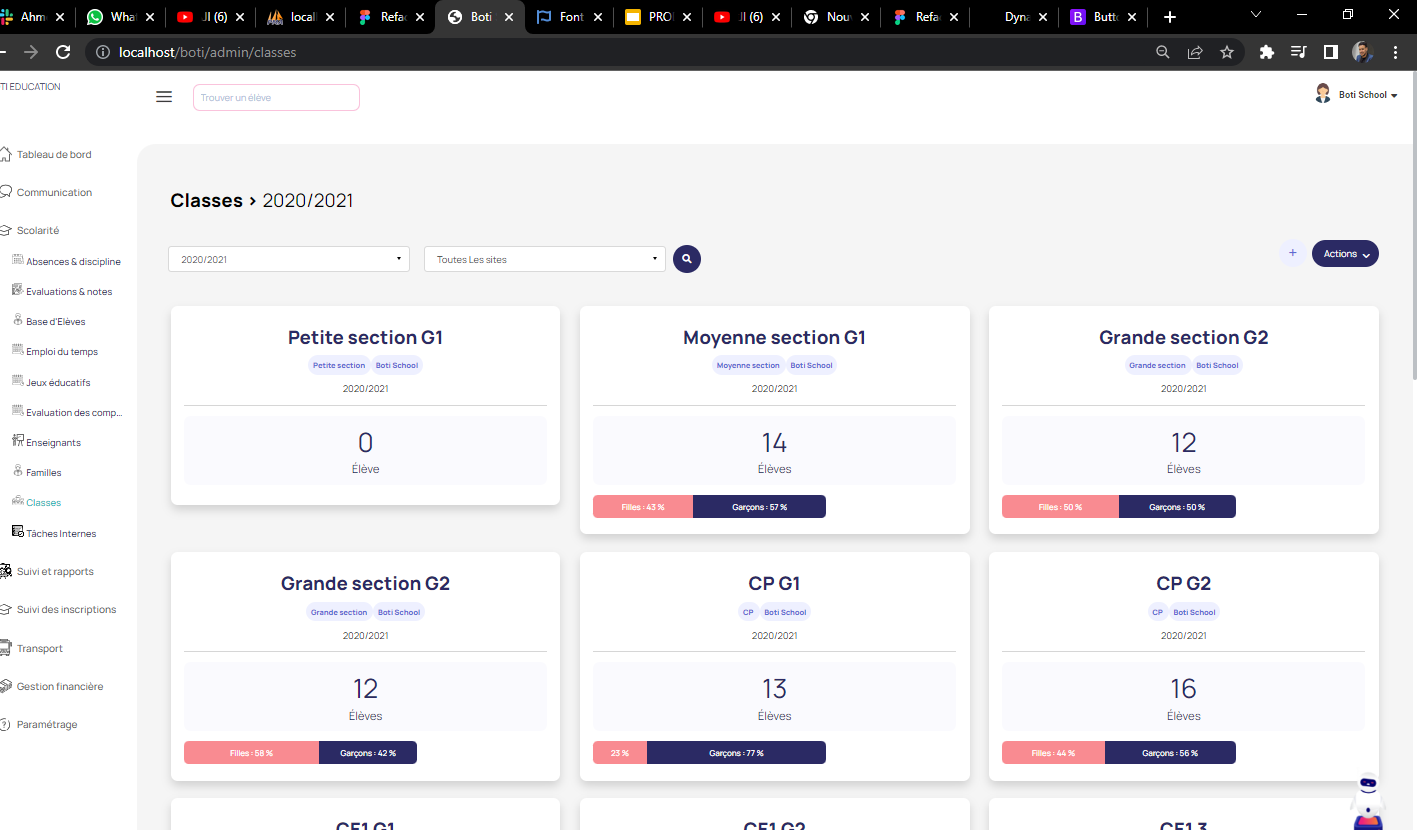 Ahm
What
JI (6)
locall
Refac
Boti
Font
PRO
JI (6)
Nou
Refa
Dyna
B
Butt
localhost/boti/admin/classes
TI EDUCATION
Trouver un élève
Boti School
Tableau de bord
Communication
Scolarité
Absences & discipline
Evaluations & notes
Base d'Elèves
Emploi du temps
Jeux éducatifs
Evaluation des comp...
Enseignants
Familles
Classes
Tâches Internes
Suivi et rapports
Suivi des inscriptions
Transport
Gestion financière
Paramétrage
Classes > 2020/2021
2020/2021
Toutes Les sites
+
Actions
Petite section G1
Petite section Boti School
2020/2021
0
Élève
Moyenne section G1
Moyenne section Boti School
2020/2021
14
Élèves
Filles : 43 % Garçons : 57 %
Grande section G2
Grande section Boti School
2020/2021
12
Élèves
Filles : 50 % Garçons : 50 %
Grande section G2
Grande section Boti School
2020/2021
12
Élèves
Filles : 58 % Garçons : 42 %
CP G1
CP Boti School
2020/2021
13
Élèves
23 % Garçons : 77 %
CP G2
CP Boti School
2020/2021
16
Élèves
Filles : 44 % Garçons : 56 %
CE1 G1
CE1 G2
CE1 3